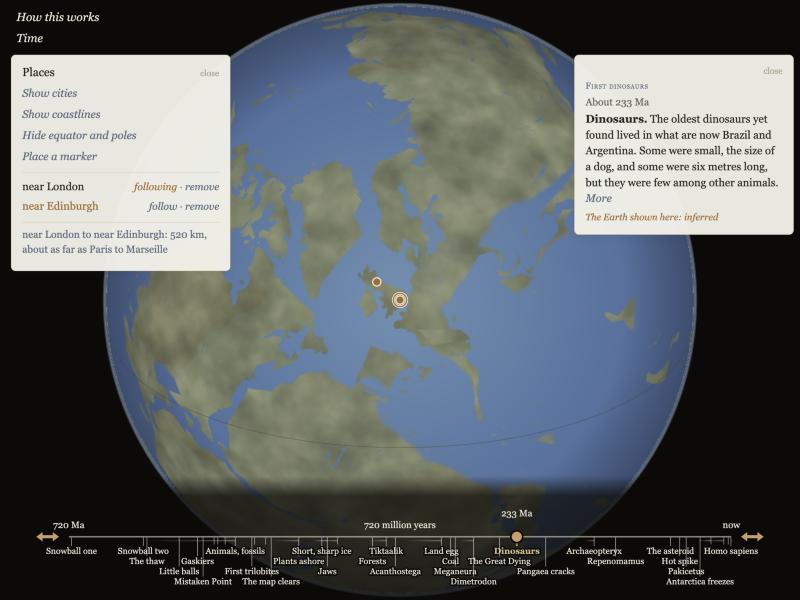 How this works
Time
Places
close
Show cities
Show coastlines
Hide equator and poles
Place a marker
near London following · remove
near Edinburgh follow · remove
near London to near Edinburgh: 520 km,
about as far as Paris to Marseille
close
First dinosaurs
About 233 Ma
Dinosaurs. The oldest dinosaurs yet
found lived in what are now Brazil and
Argentina. Some were small, the size of
a dog, and some were six metres long,
but they were few among other animals.
More
The Earth shown here: inferred
233 Ma
720 Ma 720 million years now
Snowball one Snowball two Animals, fossils Short, sharp ice Tiktaalik Land egg Dinosaurs Archaeopteryx The asteroid Homo sapiens
The thaw Gaskiers Plants ashore Forests Coal The Great Dying Repenomamus Hot spike
Little balls First trilobites Jaws Acanthostega Meganeura Pangaea cracks Pakicetus
Mistaken Point The map clears Dimetrodon Antarctica freezes